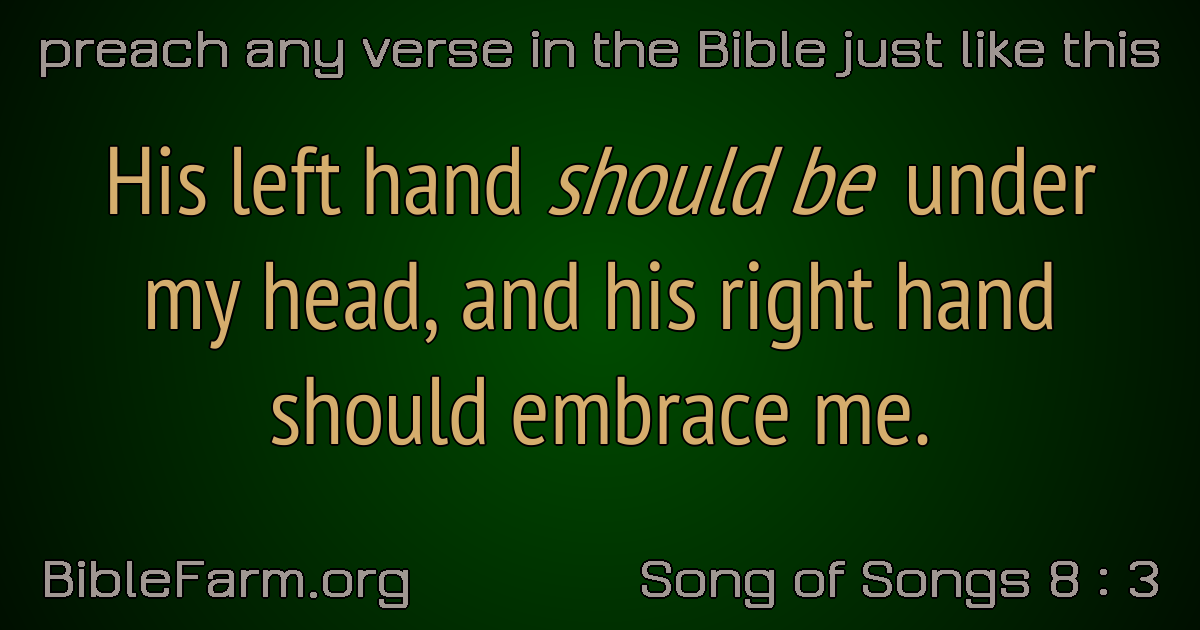 preach any verse in the Bible just like this
His left hand should be under
my head, and his right hand
should embrace me.
BibleFarm.org
Song of Songs 8 : 3